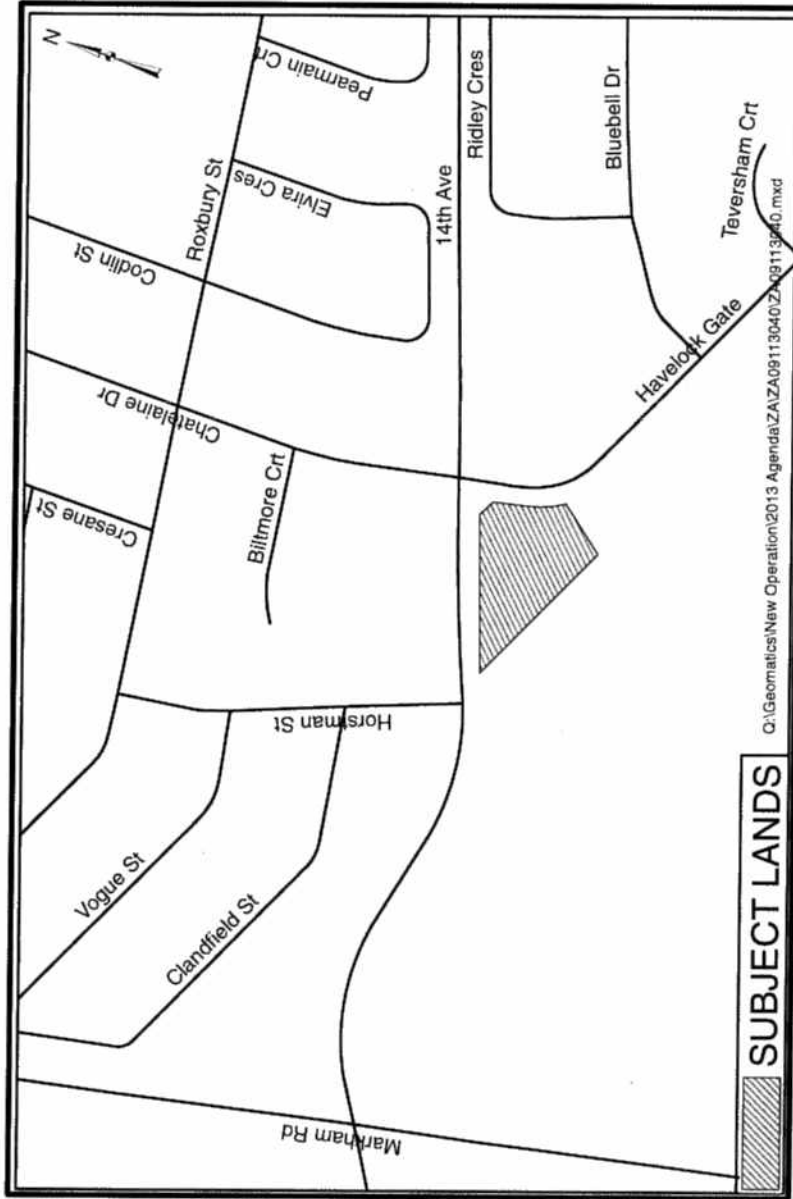 N
Pearmain Crt
Elvira Cres
Roxbury St
Codlin St
Chatelaine Dr
Cresane St
Biltmore Crt
14th Ave
Ridley Cres
Bluebell Dr
Teversham Crt
Havelock Gate
Horstman St
Vogue St
Clandfield St
Markham Rd
SUBJECT LANDS
Q:\Geomatics\New Operation\2013 Agenda\ZA\ZA09113040\ZA09113040.mxd